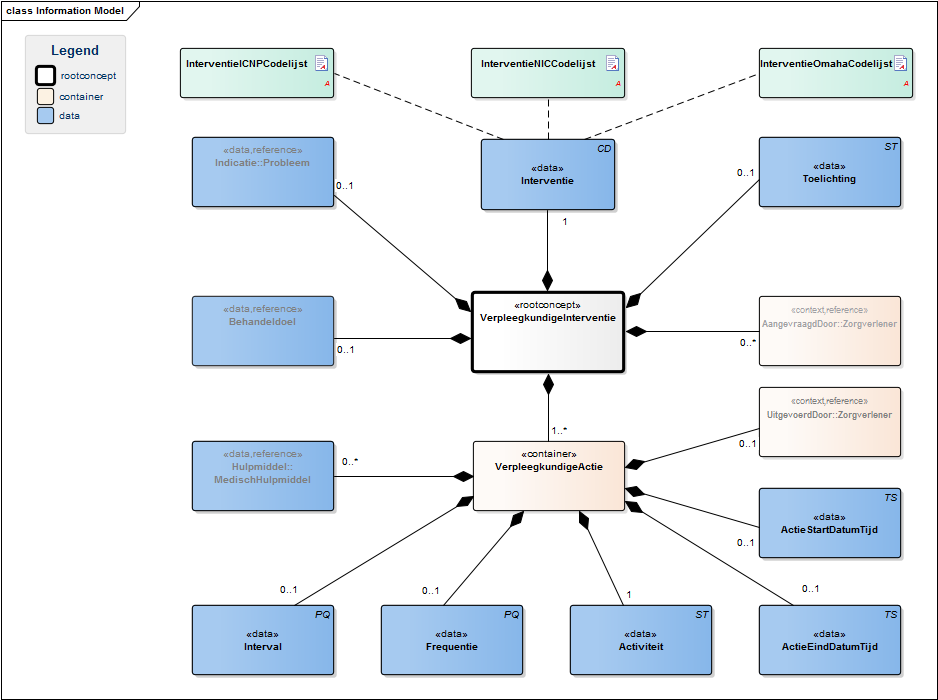 class Information Model
Legend
rootconcept
container
data
InterventieICNPCodelijst
A
InterventieNICCodelijst
A
InterventieOmahaCodelijst
A
«data,reference»
Indicatie::Probleem
0..1
CD
«data»
Interventie
1
ST
«data»
Toelichting
0..1
«data,reference»
Behandeldoel
0..1
«rootconcept»
VerpleegkundigeInterventie
«context,reference»
AangevraagdDoor::Zorgverlener
0..*
1..*
«context,reference»
UitgevoerdDoor::Zorgverlener
0..1
«data,reference»
Hulpmiddel::
MedischHulpmiddel
0..*
«container»
VerpleegkundigeActie
TS
«data»
ActieStartDatumTijd
0..1
0..1
PQ
«data»
Interval
0..1
PQ
«data»
Frequentie
1
ST
«data»
Activiteit
0..1
TS
«data»
ActieEindDatumTijd